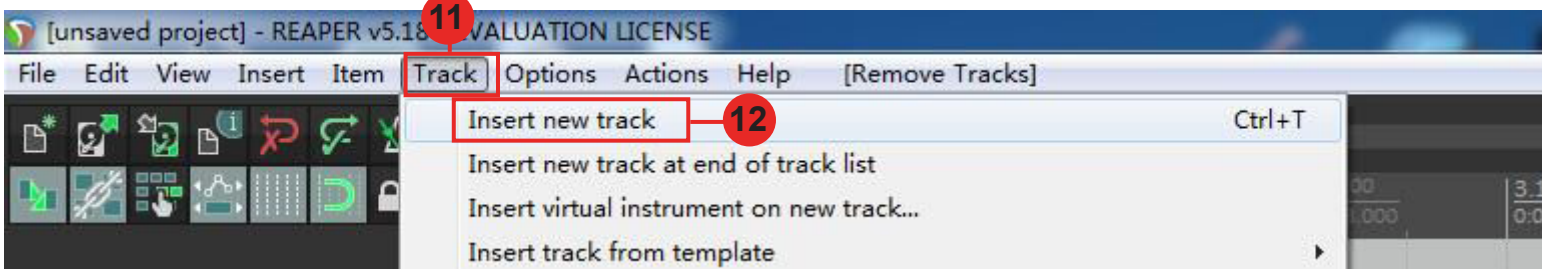 [unsaved project] - REAPER v5.18 EVALUATION LICENSE
11
File Edit View Insert Item Track Options Actions Help [Remove Tracks]
Insert new track Ctrl+T
12
Insert new track at end of track list
Insert virtual instrument on new track...
Insert track from template
3.1